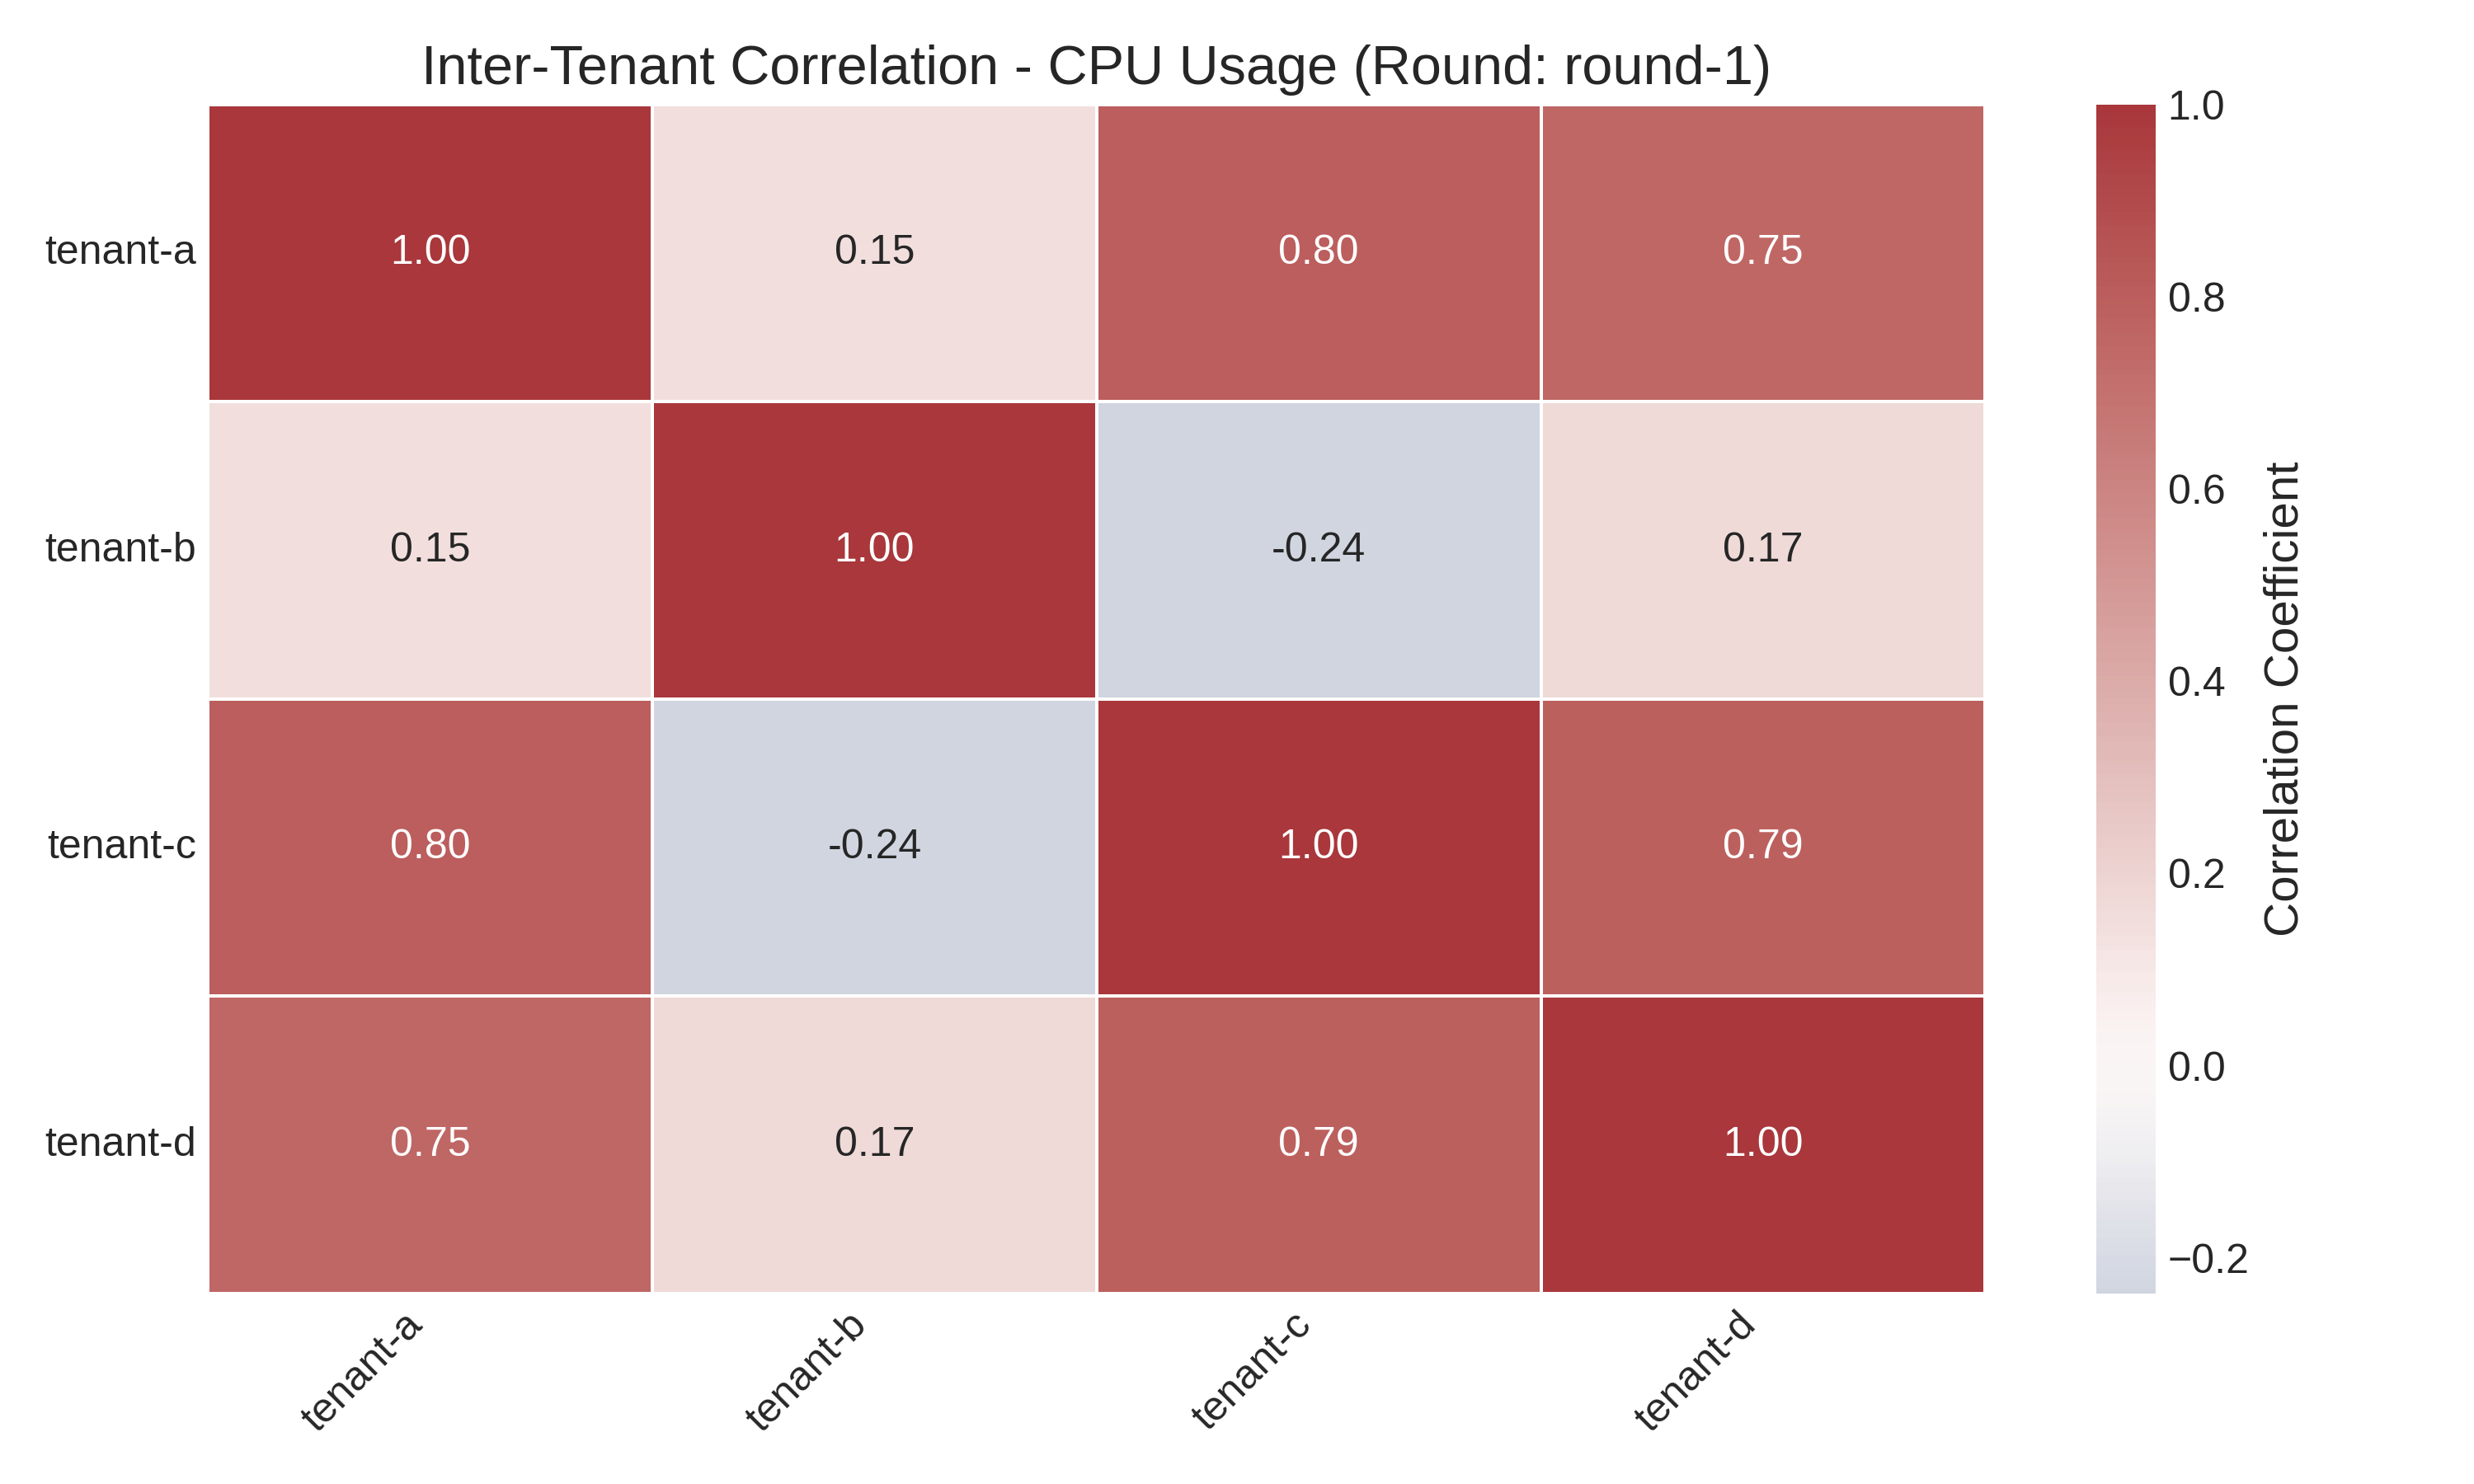 Inter-Tenant Correlation - CPU Usage (Round: round-1)
tenant-a
1.00
0.15
0.80
0.75
tenant-b
0.15
1.00
-0.24
0.17
tenant-c
0.80
-0.24
1.00
0.79
tenant-d
0.75
0.17
0.79
1.00
tenant-a
tenant-b
tenant-c
tenant-d
1.0
0.8
0.6
0.4
0.2
0.0
−0.2
Correlation Coefficient